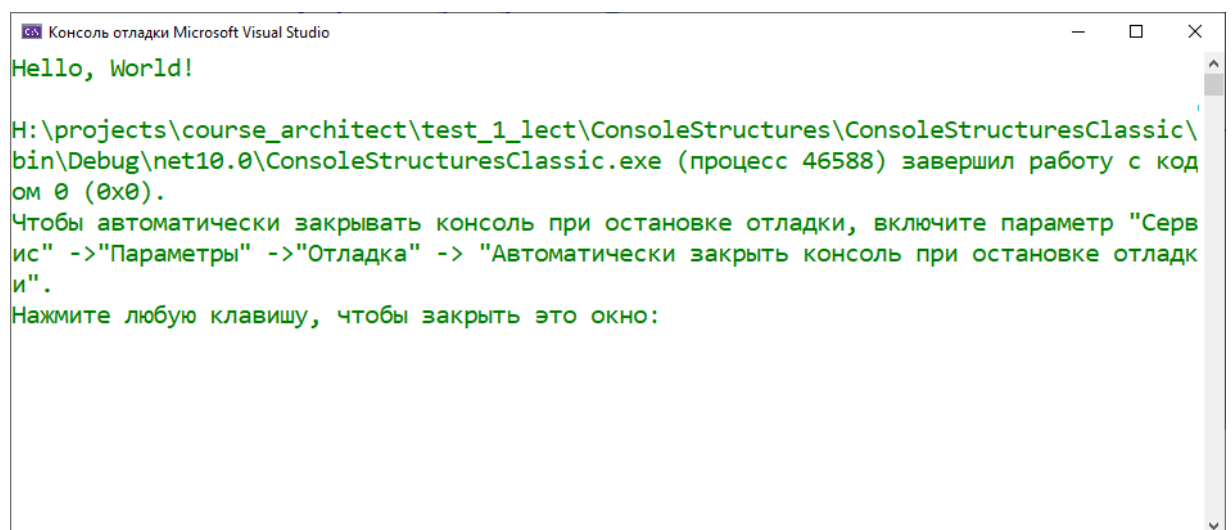 Консоль отладки Microsoft Visual Studio
Hello, World!
H:\projects\course_architect\test_1_lect\ConsoleStructures\ConsoleStructuresClassic\
bin\Debug\net10.0\ConsoleStructuresClassic.exe (процесс 46588) завершил работу с код
ом 0 (0x0).
Чтобы автоматически закрывать консоль при остановке отладки, включите параметр "Серв
ис" ->"Параметры" ->"Отладка" -> "Автоматически закрыть консоль при остановке отладк
и".
Нажмите любую клавишу, чтобы закрыть это окно: